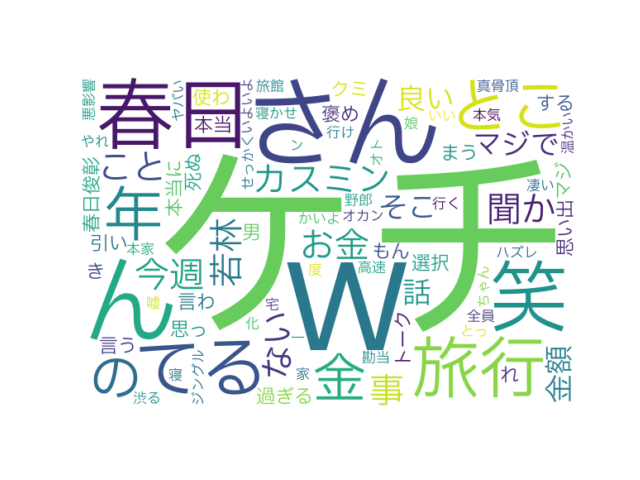 ケチ
W
さん
春日
とこ
ん
笑
てる
の
旅行
年
金
カスミン
こと
今週
若林
お金
ない
事
話
聞か
マジで
良い
そこ
金額
思い出
する
使わ
本当
本当に
死ぬ
旅館
寝かせ
せっかく
いよいよ
褒め
クミ
行け
娘
いい
真骨頂
本気
温かい
凄い
マジ
まう
オト
ン
悪影響
ヤバい
やれ
春日俊彰
引い
本家
き
男
野郎
かいよ
オカン
行く
もん
選択
高速
度
ちゃん
ハズレ
全員
とっ
れ
トーク
一
勘当
家
宅
化
過ぎる
言わ
嘘
思っ
言う
ジングル
寝
渋る